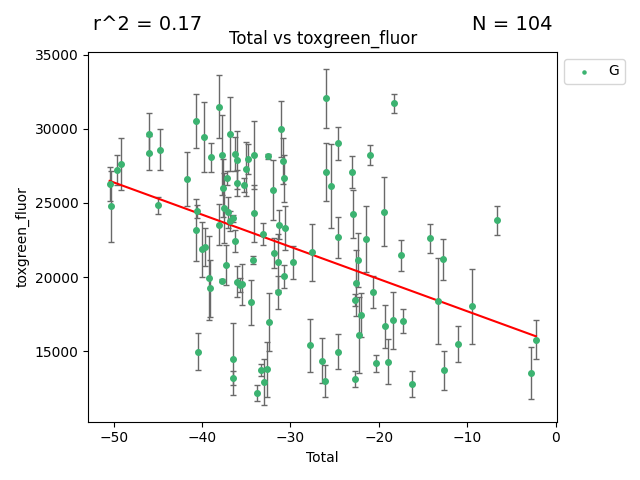 r^2 = 0.17 N = 104
Total vs toxgreen_fluor
G
35000
30000
25000
20000
15000
toxgreen_fluor
−50 −40 −30 −20 −10 0
Total